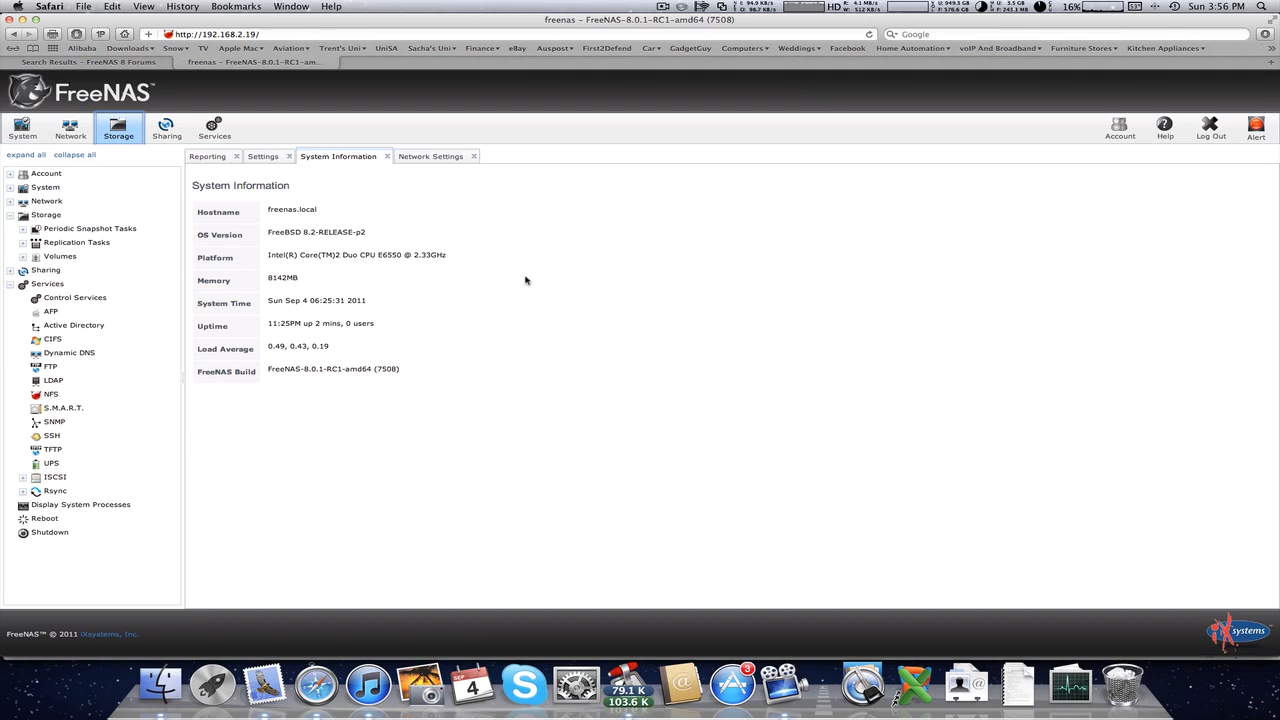 Safari File Edit View History Bookmarks Window Help 16% Sun 3:56 PM
freenas - FreeNAS-8.0.1-RC1-amd64 (7508)
http://192.168.2.19/ Google
Alibaba Downloads Snow TV Apple Mac Aviation Trent's Uni UniSA Sacha's Uni Finance eBay Auspost First2Defend Car GadgetGuy Computers Weddings Facebook Home Automation voIP And Broadband Furniture Stores Kitchen Appliances
Search Results — FreeNAS 8 Forums freenas – FreeNAS-8.0.1-RC1-am...
FreeNAS™
System Network Storage Sharing Services Account Help Log Out Alert
expand all collapse all
Reporting Settings System Information Network Settings
Account
System
Network
Storage
Periodic Snapshot Tasks
Replication Tasks
Volumes
Sharing
Services
Control Services
AFP
Active Directory
CIFS
Dynamic DNS
FTP
LDAP
NFS
S.M.A.R.T.
SNMP
SSH
TFTP
UPS
ISCSI
Rsync
Display System Processes
Reboot
Shutdown
System Information
Hostname freenas.local
OS Version FreeBSD 8.2-RELEASE-p2
Platform Intel(R) Core(TM)2 Duo CPU E6550 @ 2.33GHz
Memory 8142MB
System Time Sun Sep 4 06:25:31 2011
Uptime 11:25PM up 2 mins, 0 users
Load Average 0.49, 0.43, 0.19
FreeNAS Build FreeNAS-8.0.1-RC1-amd64 (7508)
FreeNAS™ © 2011 iXsystems, Inc.
iXsystems
4
3
79.1 K
103.6 K